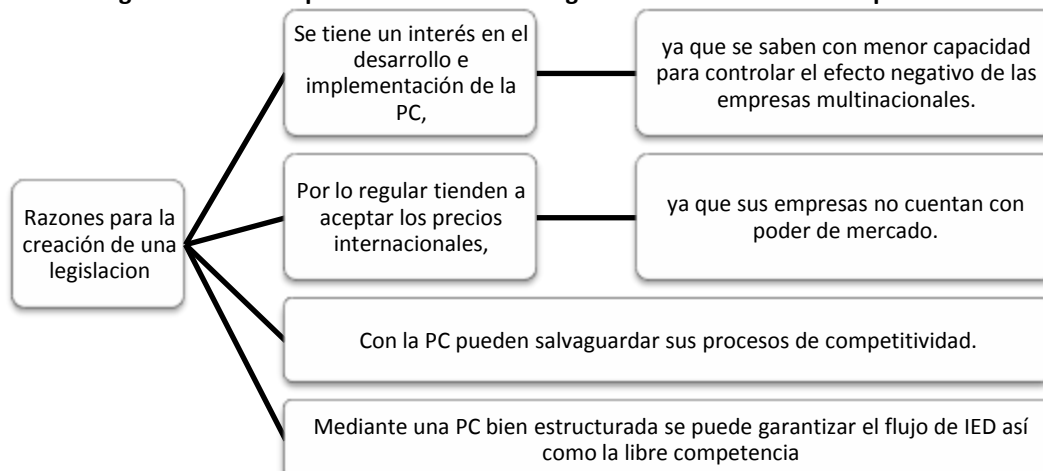 Se tiene un interés en el
desarrollo e
implementación de la
PC,
ya que se saben con menor capacidad
para controlar el efecto negativo de las
empresas multinacionales.
Razones para la
creación de una
legislacion
Por lo regular tienden a
aceptar los precios
internacionales,
ya que sus empresas no cuentan con
poder de mercado.
Con la PC pueden salvaguardar sus procesos de competitividad.
Mediante una PC bien estructurada se puede garantizar el flujo de IED así
como la libre competencia